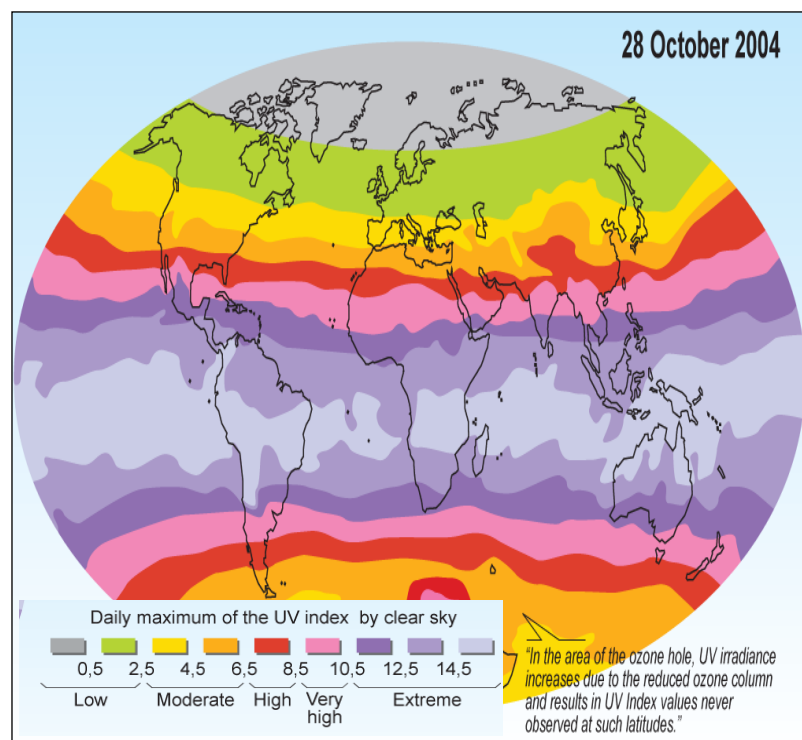 28 October 2004
Daily maximum of the UV index by clear sky
0,5 2,5 4,5 6,5 8,5 10,5 12,5 14,5
Low Moderate High Very high Extreme
"In the area of the ozone hole, UV irradiance
increases due to the reduced ozone column
and results in UV Index values never
observed at such latitudes."